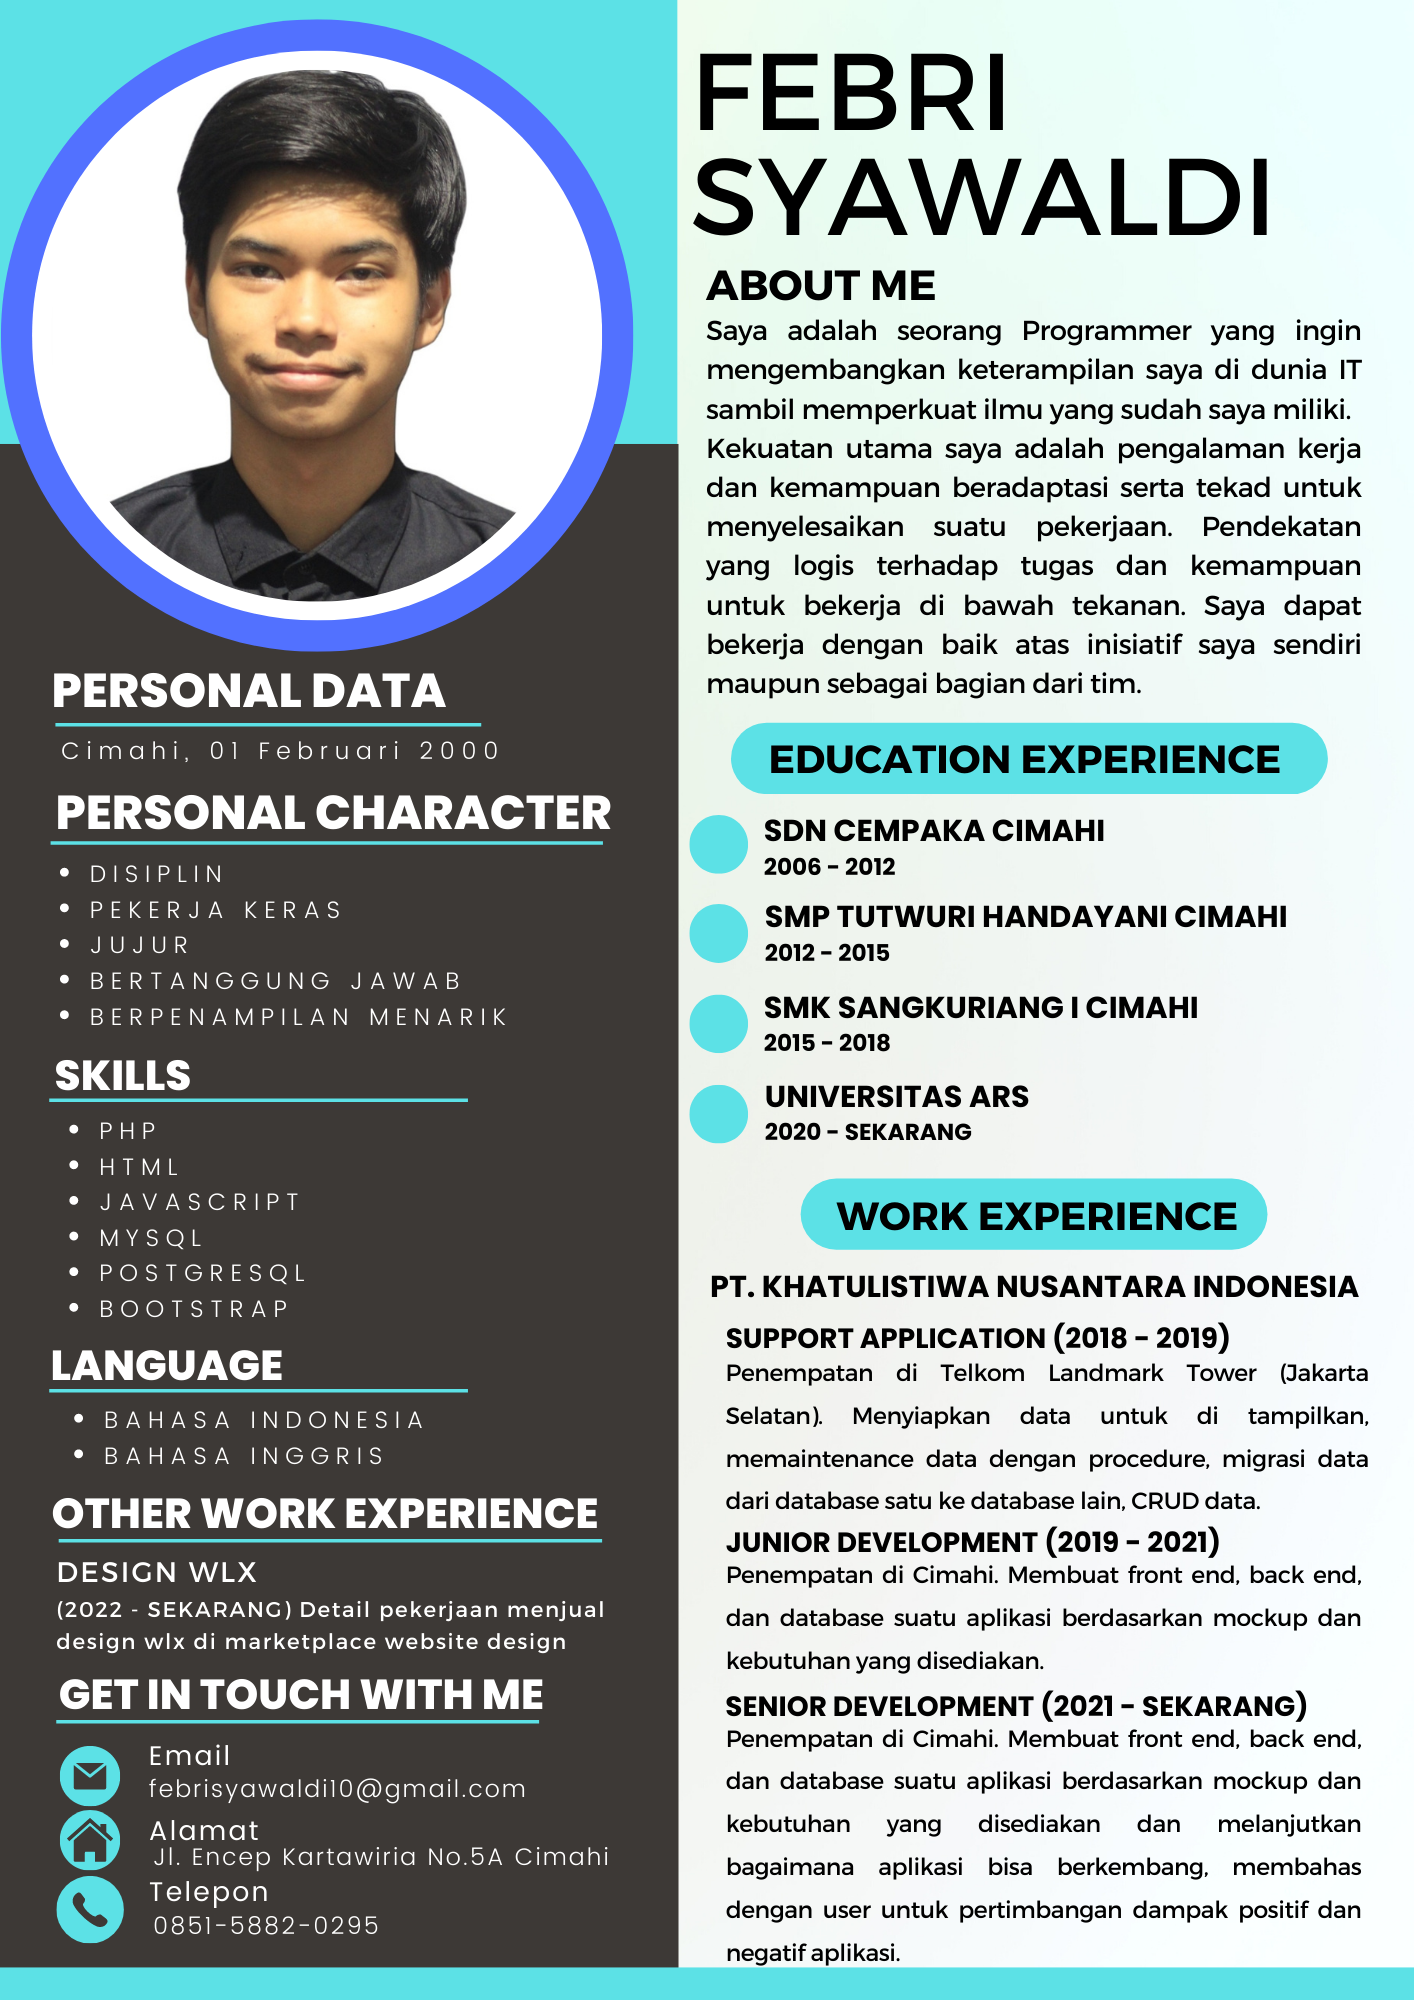 PERSONAL DATA
Cimahi, 01 Februari 2000
PERSONAL CHARACTER
• DISIPLIN
• PEKERJA KERAS
• JUJUR
• BERTANGGUNG JAWAB
• BERPENAMPILAN MENARIK
SKILLS
• PHP
• HTML
• JAVASCRIPT
• MYSQL
• POSTGRESQL
• BOOTSTRAP
LANGUAGE
• BAHASA INDONESIA
• BAHASA INGGRIS
OTHER WORK EXPERIENCE
DESIGN WLX
(2022 - SEKARANG) Detail pekerjaan menjual
design wlx di marketplace website design
GET IN TOUCH WITH ME
Email
febrisyawaldi10@gmail.com
Alamat
Jl. Encep Kartawiria No.5A Cimahi
Telepon
0851-5882-0295
FEBRI
SYAWALDI
ABOUT ME
Saya adalah seorang Programmer yang ingin
mengembangkan keterampilan saya di dunia IT
sambil memperkuat ilmu yang sudah saya miliki.
Kekuatan utama saya adalah pengalaman kerja
dan kemampuan beradaptasi serta tekad untuk
menyelesaikan suatu pekerjaan. Pendekatan
yang logis terhadap tugas dan kemampuan
untuk bekerja di bawah tekanan. Saya dapat
bekerja dengan baik atas inisiatif saya sendiri
maupun sebagai bagian dari tim.
EDUCATION EXPERIENCE
SDN CEMPAKA CIMAHI
2006 - 2012
SMP TUTWURI HANDAYANI CIMAHI
2012 - 2015
SMK SANGKURIANG I CIMAHI
2015 - 2018
UNIVERSITAS ARS
2020 - SEKARANG
WORK EXPERIENCE
PT. KHATULISTIWA NUSANTARA INDONESIA
SUPPORT APPLICATION (2018 - 2019)
Penempatan di Telkom Landmark Tower (Jakarta
Selatan). Menyiapkan data untuk di tampilkan,
memaintenance data dengan procedure, migrasi data
dari database satu ke database lain, CRUD data.
JUNIOR DEVELOPMENT (2019 - 2021)
Penempatan di Cimahi. Membuat front end, back end,
dan database suatu aplikasi berdasarkan mockup dan
kebutuhan yang disediakan.
SENIOR DEVELOPMENT (2021 - SEKARANG)
Penempatan di Cimahi. Membuat front end, back end,
dan database suatu aplikasi berdasarkan mockup dan
kebutuhan yang disediakan dan melanjutkan
bagaimana aplikasi bisa berkembang, membahas
dengan user untuk pertimbangan dampak positif dan
negatif aplikasi.